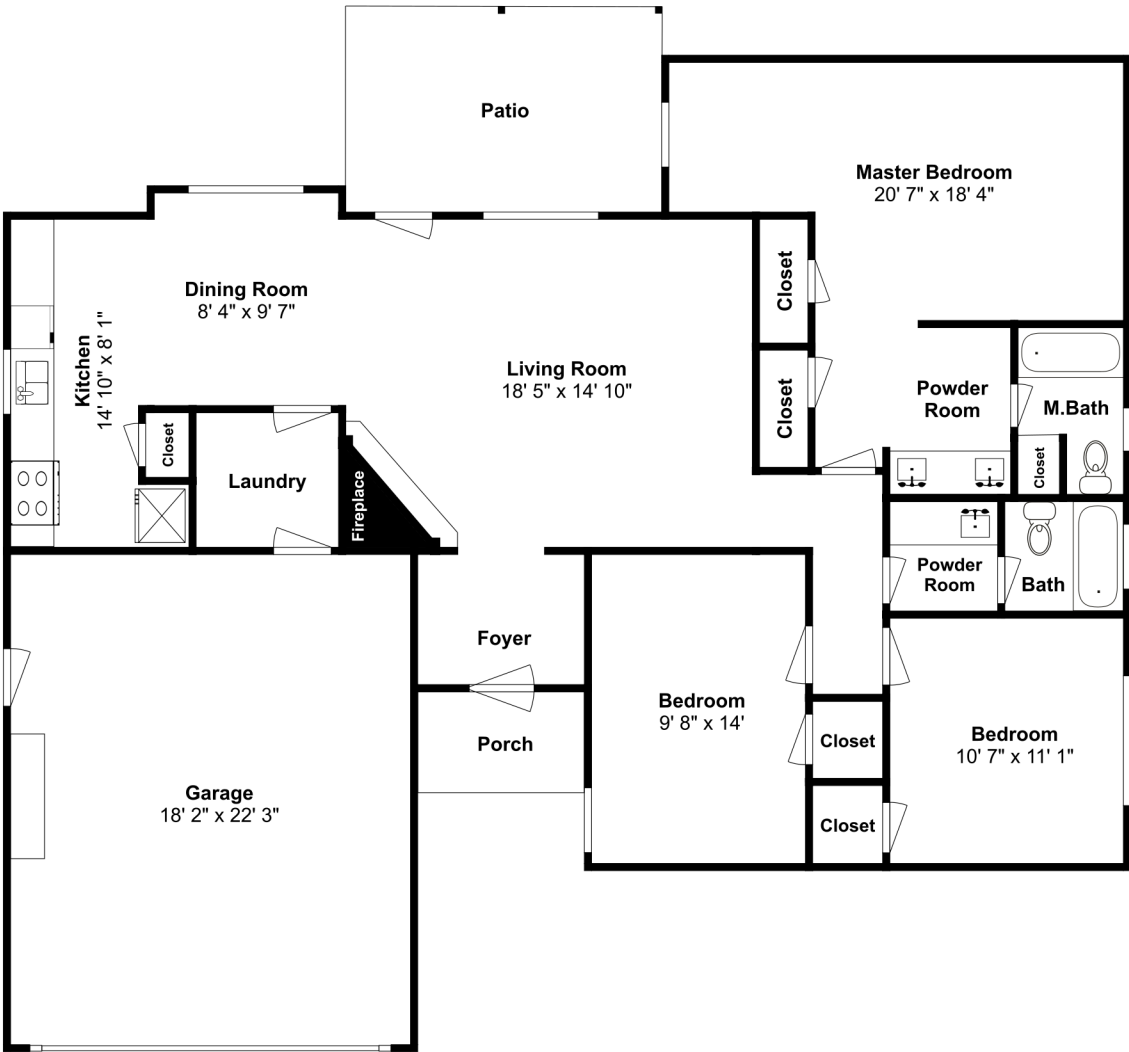 Patio
Master Bedroom
20' 7" x 18' 4"
Dining Room
8' 4" x 9' 7"
Closet
Kitchen
14' 10" x 8' 1"
Living Room
18' 5" x 14' 10"
Closet
Powder
Room
M.Bath
Closet
Laundry
Fireplace
Closet
Powder
Room
Bath
Foyer
Bedroom
9' 8" x 14'
Porch
Closet
Bedroom
10' 7" x 11' 1"
Garage
18' 2" x 22' 3"
Closet